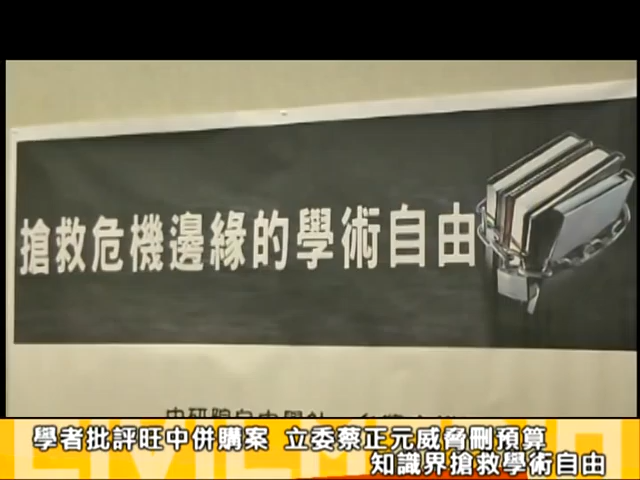 搶救危機邊緣的學術自由
學者批評旺中併購案 立委蔡正元威脅刪預算
知識界搶救學術自由